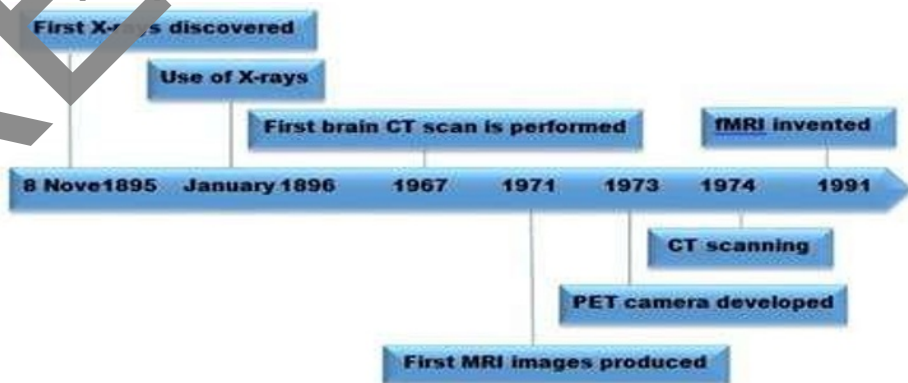 First X-rays discovered
Use of X-rays
First brain CT scan is performed
fMRI invented
8 Nove1895 January 1896 1967 1971 1973 1974 1991
CT scanning
PET camera developed
First MRI images produced